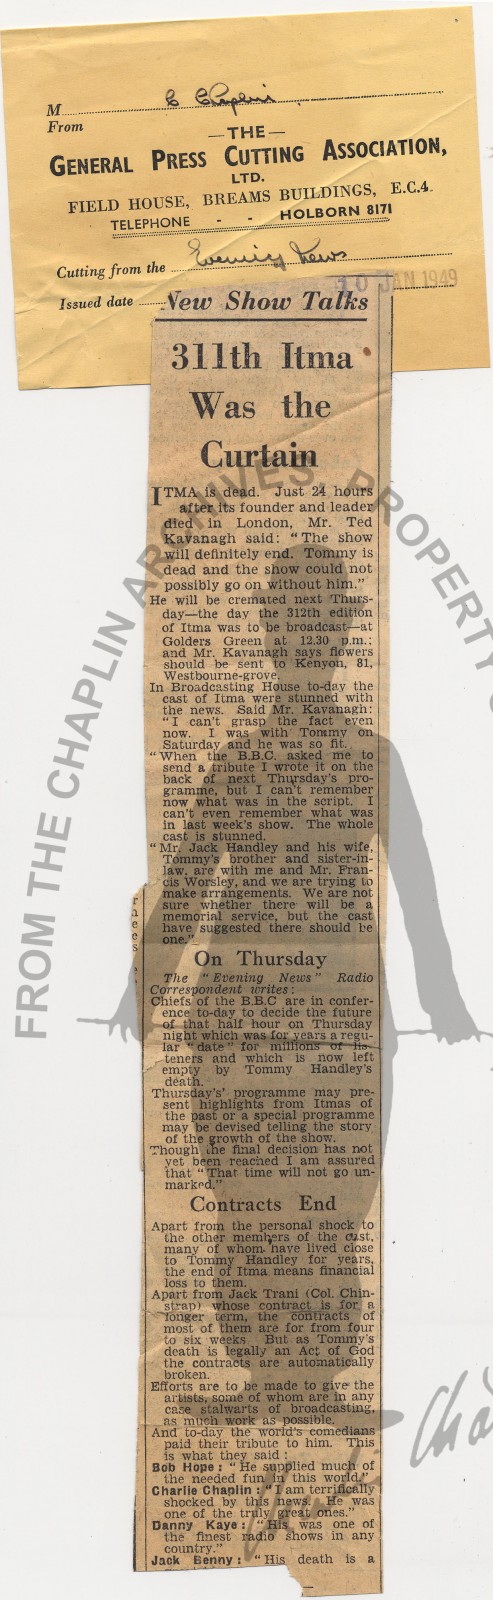 M
C Chaplin
From
—THE—
GENERAL PRESS CUTTING ASSOCIATION,
LTD.
FIELD HOUSE, BREAMS BUILDINGS, E.C.4.
TELEPHONE - - HOLBORN 8171
Cutting from the Evening News
Issued date 10 JAN 1949
New Show Talks
311th Itma
Was the
Curtain
ITMA is dead. Just 24 hours
after its founder and leader
died in London, Mr. Ted
Kavanagh said: "The show
will definitely end. Tommy is
dead and the show could not
possibly go on without him."
He will be cremated next Thurs-
day—the day the 312th edition
of Itma was to be broadcast—at
Golders Green at 12.30 p.m.;
and Mr. Kavanagh says flowers
should be sent to Kenyon, 81,
Westbourne-grove.
In Broadcasting House to-day the
cast of Itma were stunned with
the news. Said Mr. Kavanagh:
"I can't grasp the fact even
now. I was with Tommy on
Saturday and he was so fit.
"When the B.B.C. asked me to
send a tribute I wrote it on the
back of next Thursday's pro-
gramme, but I can't remember
now what was in the script. I
can't even remember what was
in last week's show. The whole
cast is stunned.
"Mr. Jack Handley and his wife,
Tommy's brother and sister-in-
law, are with me and Mr. Fran-
cis Worsley, and we are trying to
make arrangements. We are not
sure whether there will be a
memorial service, but the cast
have suggested there should be
one."
On Thursday
The "Evening News" Radio
Correspondent writes:
Chiefs of the B.B.C are in confer-
ence to-day to decide the future
of that half hour on Thursday
night which was for years a regu-
lar "date" for millions of lis-
teners and which is now left
empty by Tommy Handley's
death.
Thursday's' programme may pre-
sent highlights from Itmas of
the past or a special programme
may be devised telling the story
of the growth of the show.
Though the final decision has not
yet been reached I am assured
that "That time will not go un-
marked."
Contracts End
Apart from the personal shock to
the other members of the cast,
many of whom have lived close
to Tommy Handley for years,
the end of Itma means financial
loss to them.
Apart from Jack Trani (Col. Chin-
strap) whose contract is for a
longer term, the contracts of
most of them are for from four
to six weeks. But as Tommy's
death is legally an Act of God
the contracts are automatically
broken.
Efforts are to be made to give the
artists, some of whom are in any
case stalwarts of broadcasting,
as much work as possible.
And to-day the world's comedians
paid their tribute to him. This
is what they said:
Bob Hope: "He supplied much of
the needed fun in this world."
Charlie Chaplin: "I am terrifically
shocked by this news. He was
one of the truly great ones."
Danny Kaye: "His was one of
the finest radio shows in any
country."
Jack Benny: "His death is a
FROM THE CHAPLIN ARCHIVES, PROPERTY